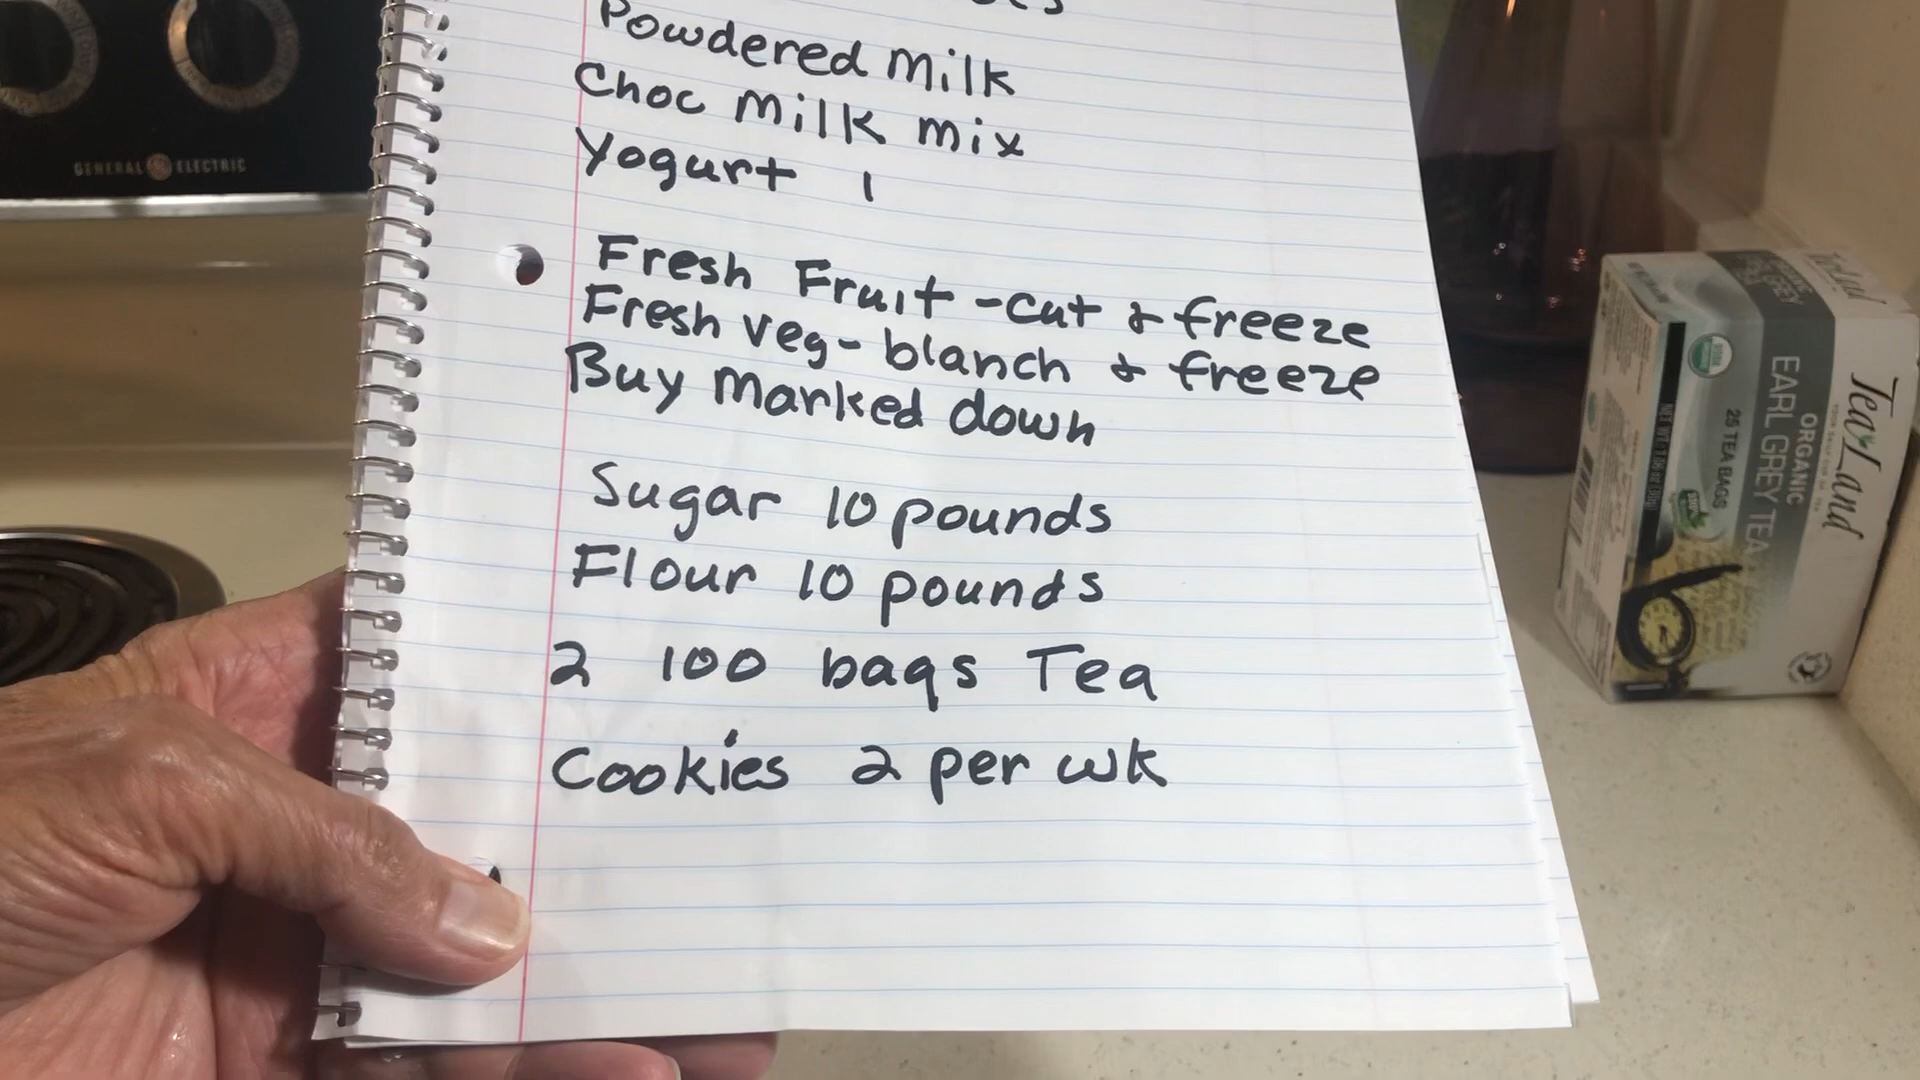 Powdered Milk
Choc Milk mix
Yogurt 1
Fresh Fruit - cut & freeze
Fresh veg - blanch & freeze
Buy Marked down
Sugar 10 pounds
Flour 10 pounds
2 100 bags Tea
Cookies 2 per wk
GENERAL ELECTRIC
TeaLand
ORGANIC
EARL GREY TEA
25 TEA BAGS
USDA